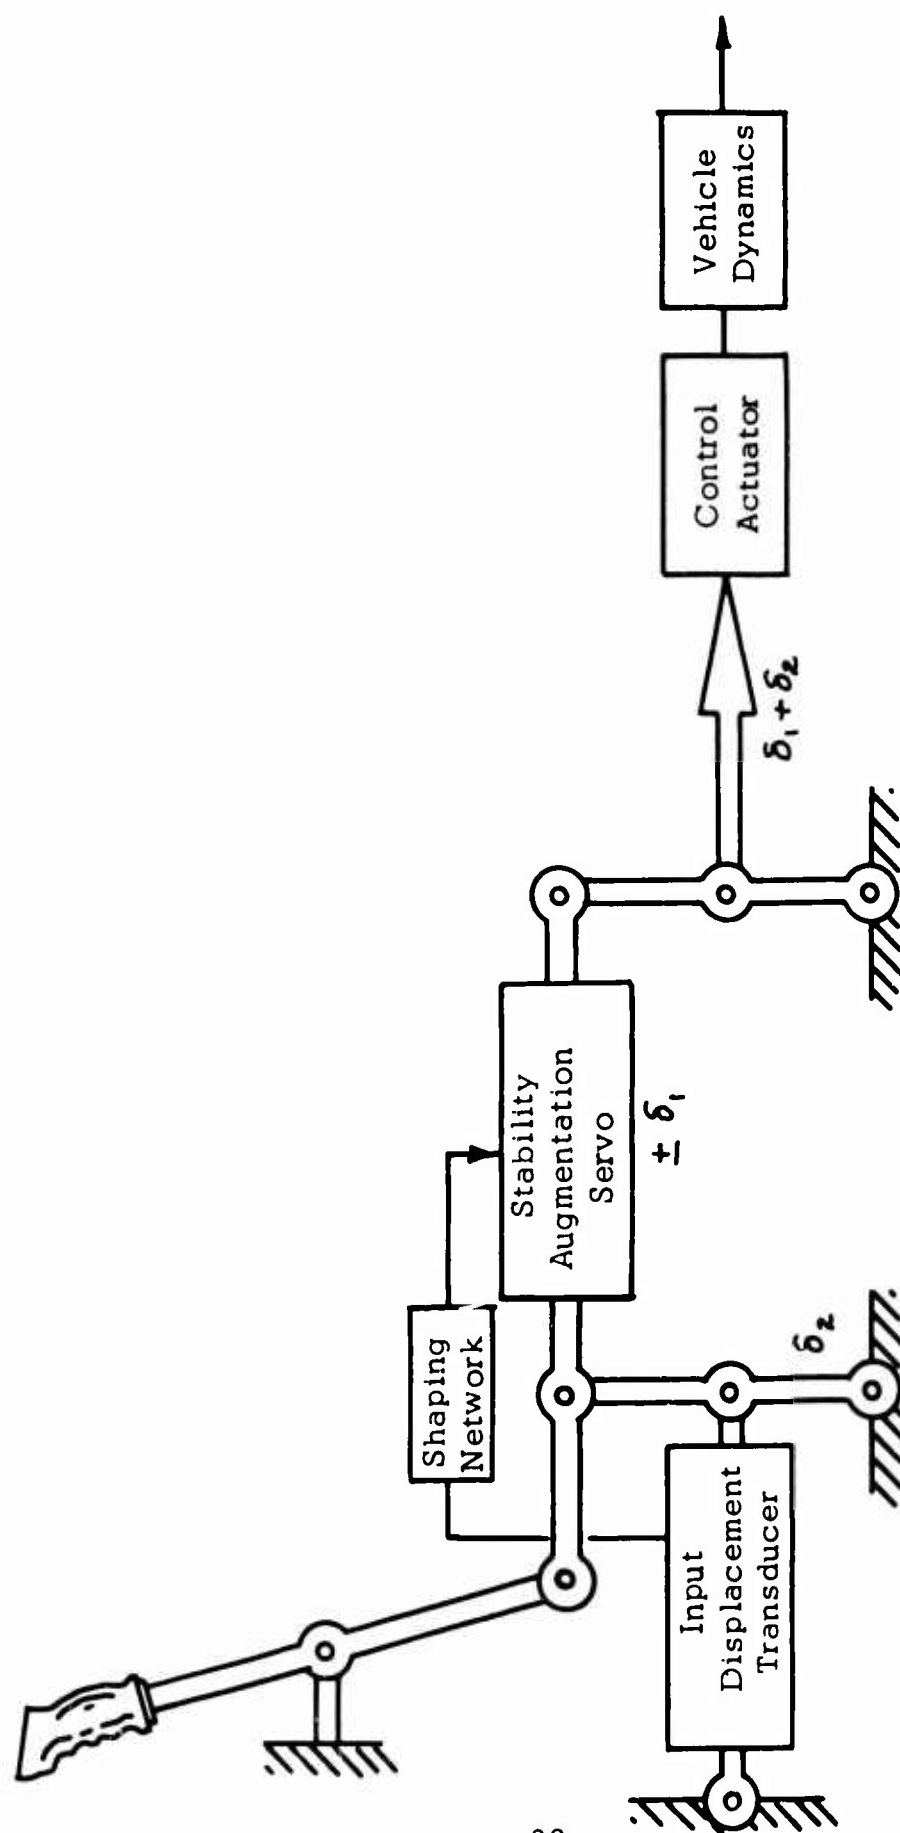 Shaping
Network
Input
Displacement
Transducer
δ₂
Stability
Augmentation
Servo
± δ₁
δ₁ + δ₂
Control
Actuator
Vehicle
Dynamics